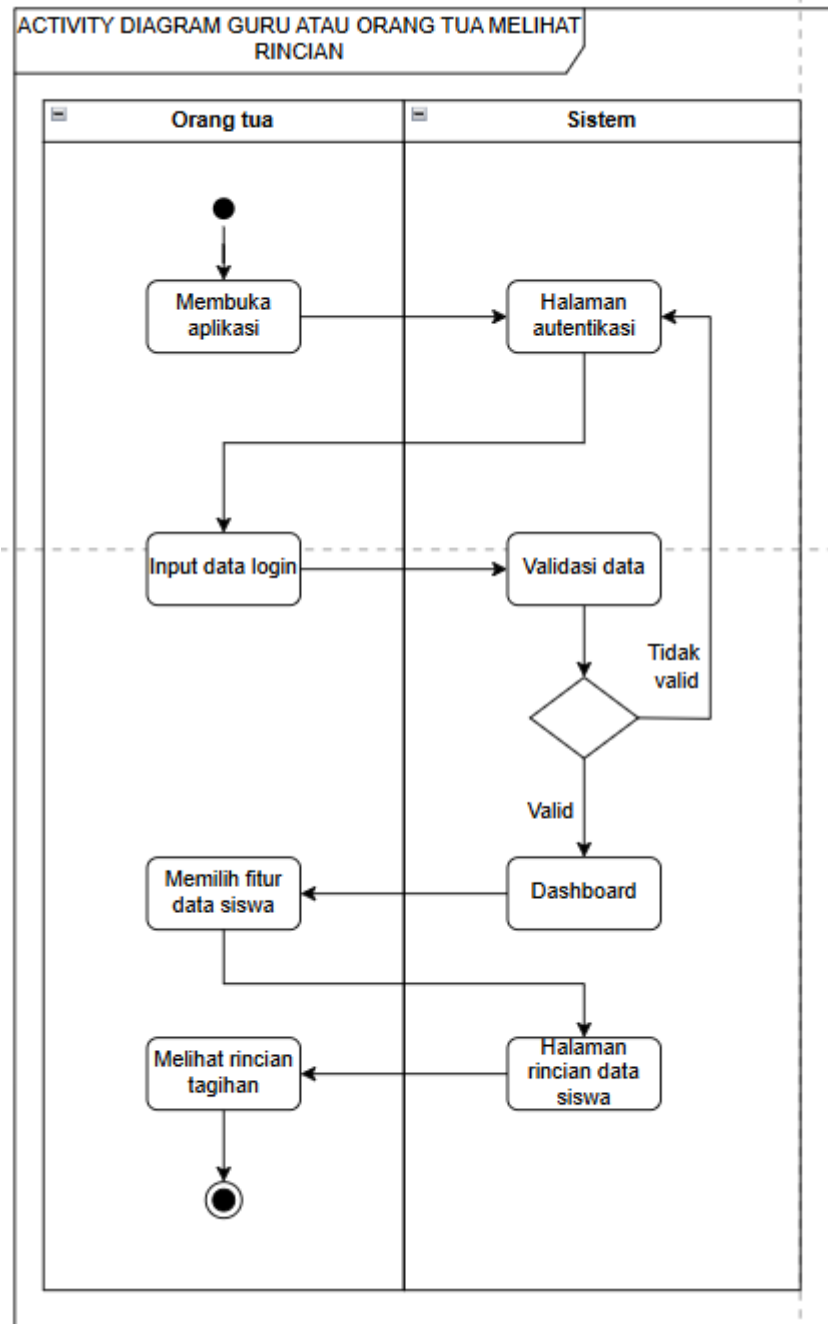 ACTIVITY DIAGRAM GURU ATAU ORANG TUA MELIHAT
RINCIAN
Orang tua
Sistem
Membuka
aplikasi
Halaman
autentikasi
Input data login
Validasi data
Tidak
valid
Valid
Memilih fitur
data siswa
Dashboard
Melihat rincian
tagihan
Halaman
rincian data
siswa